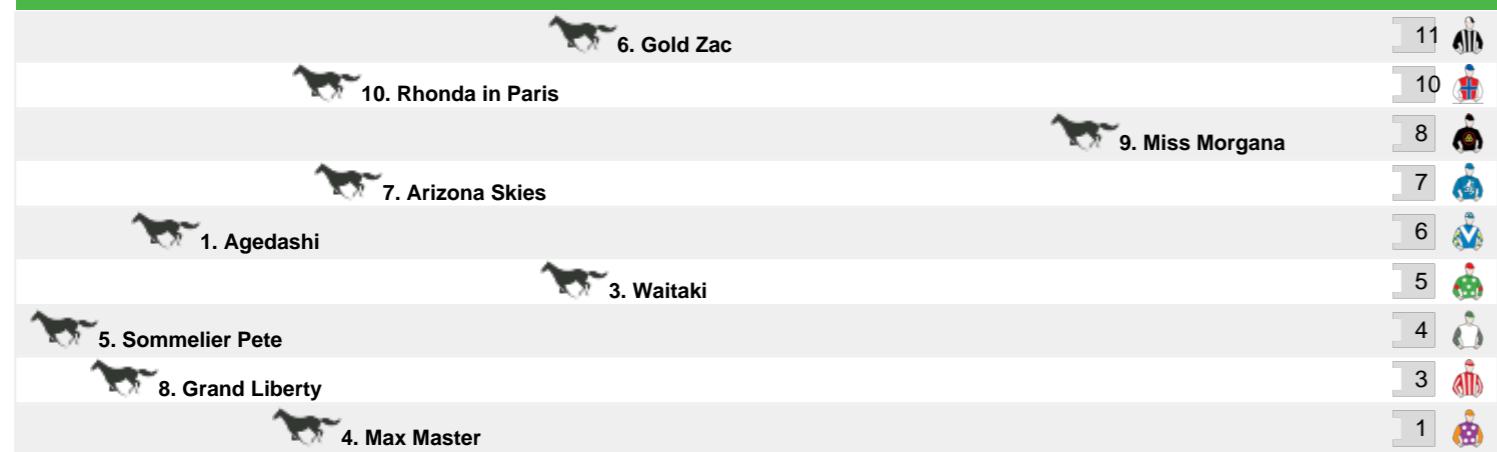 6. Gold Zac 11
10. Rhonda in Paris 10
9. Miss Morgana 8
7. Arizona Skies 7
1. Agedashi 6
3. Waitaki 5
5. Sommelier Pete 4
8. Grand Liberty 3
4. Max Master 1